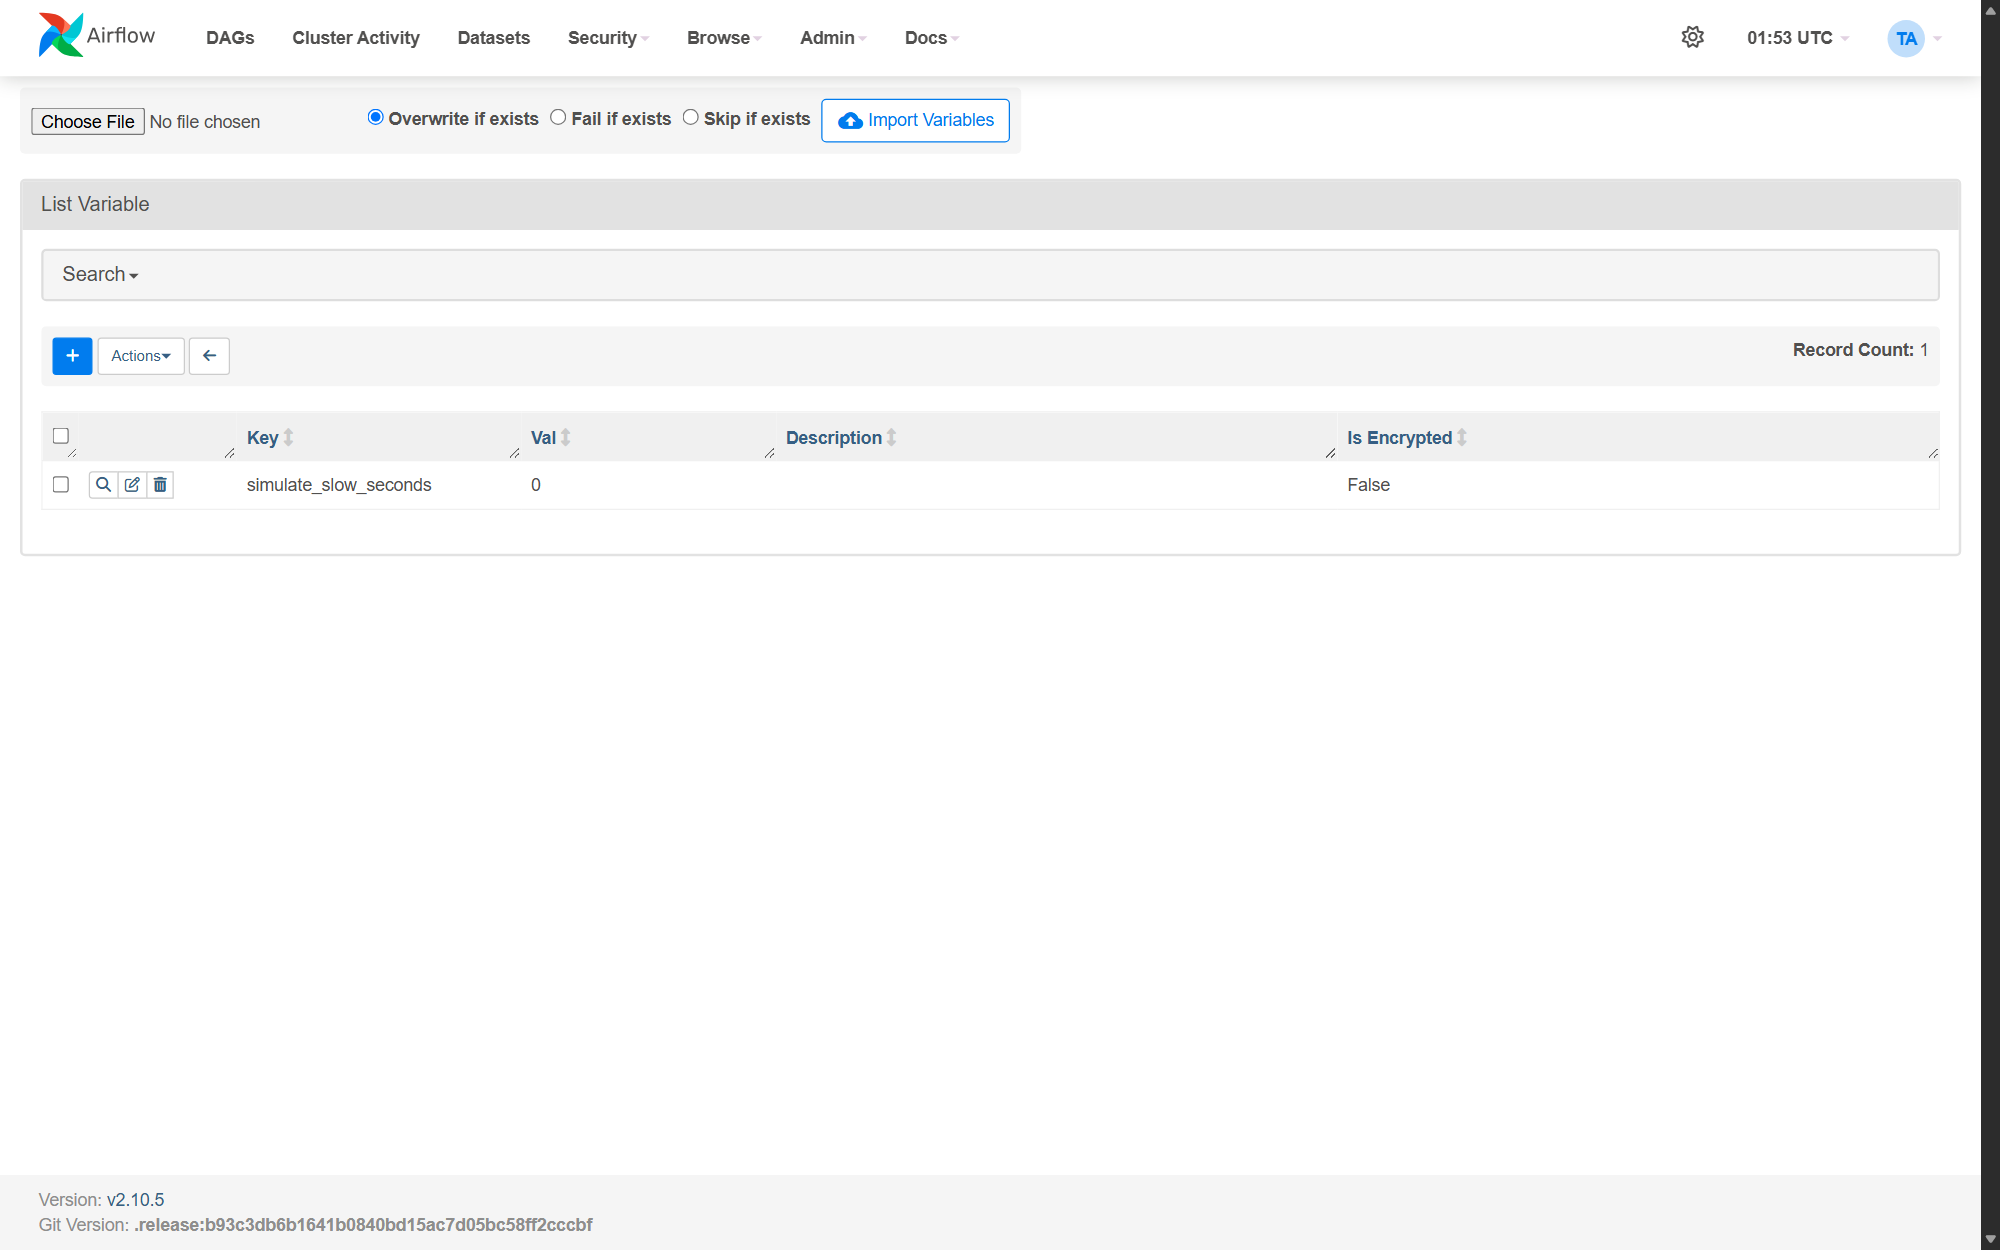 Airflow DAGs Cluster Activity Datasets Security Browse Admin Docs 01:53 UTC TA
Choose File No file chosen Overwrite if exists Fail if exists Skip if exists Import Variables
List Variable
Search
+ Actions Record Count: 1
Key Val Description Is Encrypted
simulate_slow_seconds 0 False
Version: v2.10.5
Git Version: .release:b93c3db6b1641b0840bd15ac7d05bc58ff2cccbf